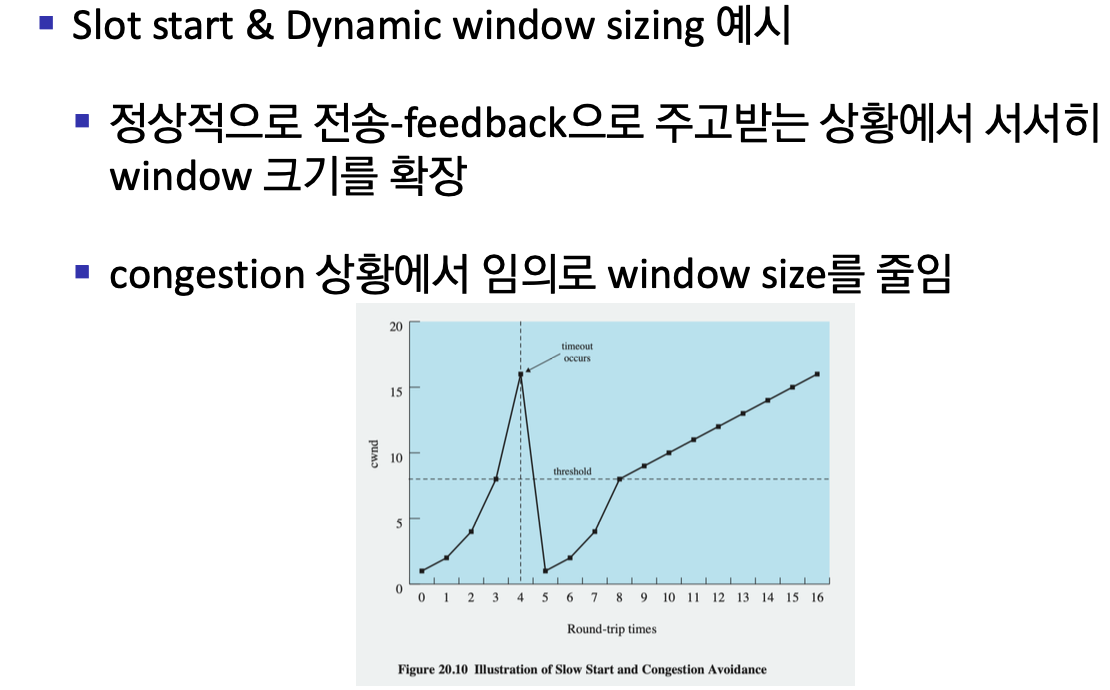 Slot start & Dynamic window sizing 예시
정상적으로 전송-feedback으로 주고받는 상황에서 서서히
window 크기를 확장
congestion 상황에서 임의로 window size를 줄임
20
timeout
occurs
15
cwnd
10
threshold
5
0
0 1 2 3 4 5 6 7 8 9 10 11 12 13 14 15 16
Round-trip times
Figure 20.10 Illustration of Slow Start and Congestion Avoidance